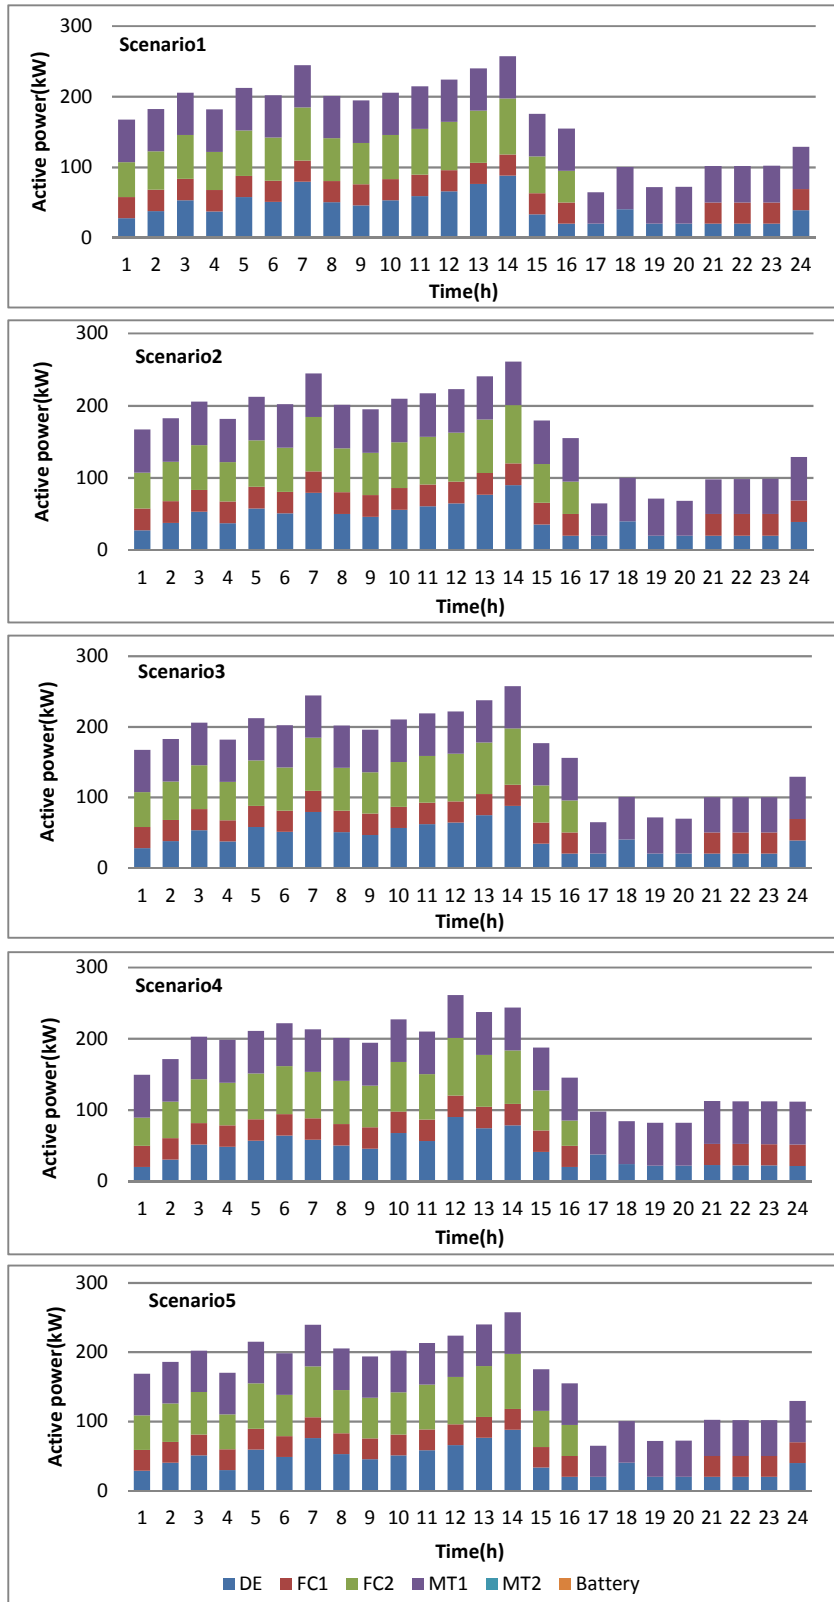 Scenario1
Active power(kW)
300
200
100
0
1 2 3 4 5 6 7 8 9 10 11 12 13 14 15 16 17 18 19 20 21 22 23 24
Time(h)
Scenario2
Active power(kW)
300
200
100
0
1 2 3 4 5 6 7 8 9 10 11 12 13 14 15 16 17 18 19 20 21 22 23 24
Time(h)
Scenario3
Active power(kW)
300
200
100
0
1 2 3 4 5 6 7 8 9 10 11 12 13 14 15 16 17 18 19 20 21 22 23 24
Time(h)
Scenario4
Active power(kW)
300
200
100
0
1 2 3 4 5 6 7 8 9 10 11 12 13 14 15 16 17 18 19 20 21 22 23 24
Time(h)
Scenario5
Active power(kW)
300
200
100
0
1 2 3 4 5 6 7 8 9 10 11 12 13 14 15 16 17 18 19 20 21 22 23 24
Time(h)
DE FC1 FC2 MT1 MT2 Battery